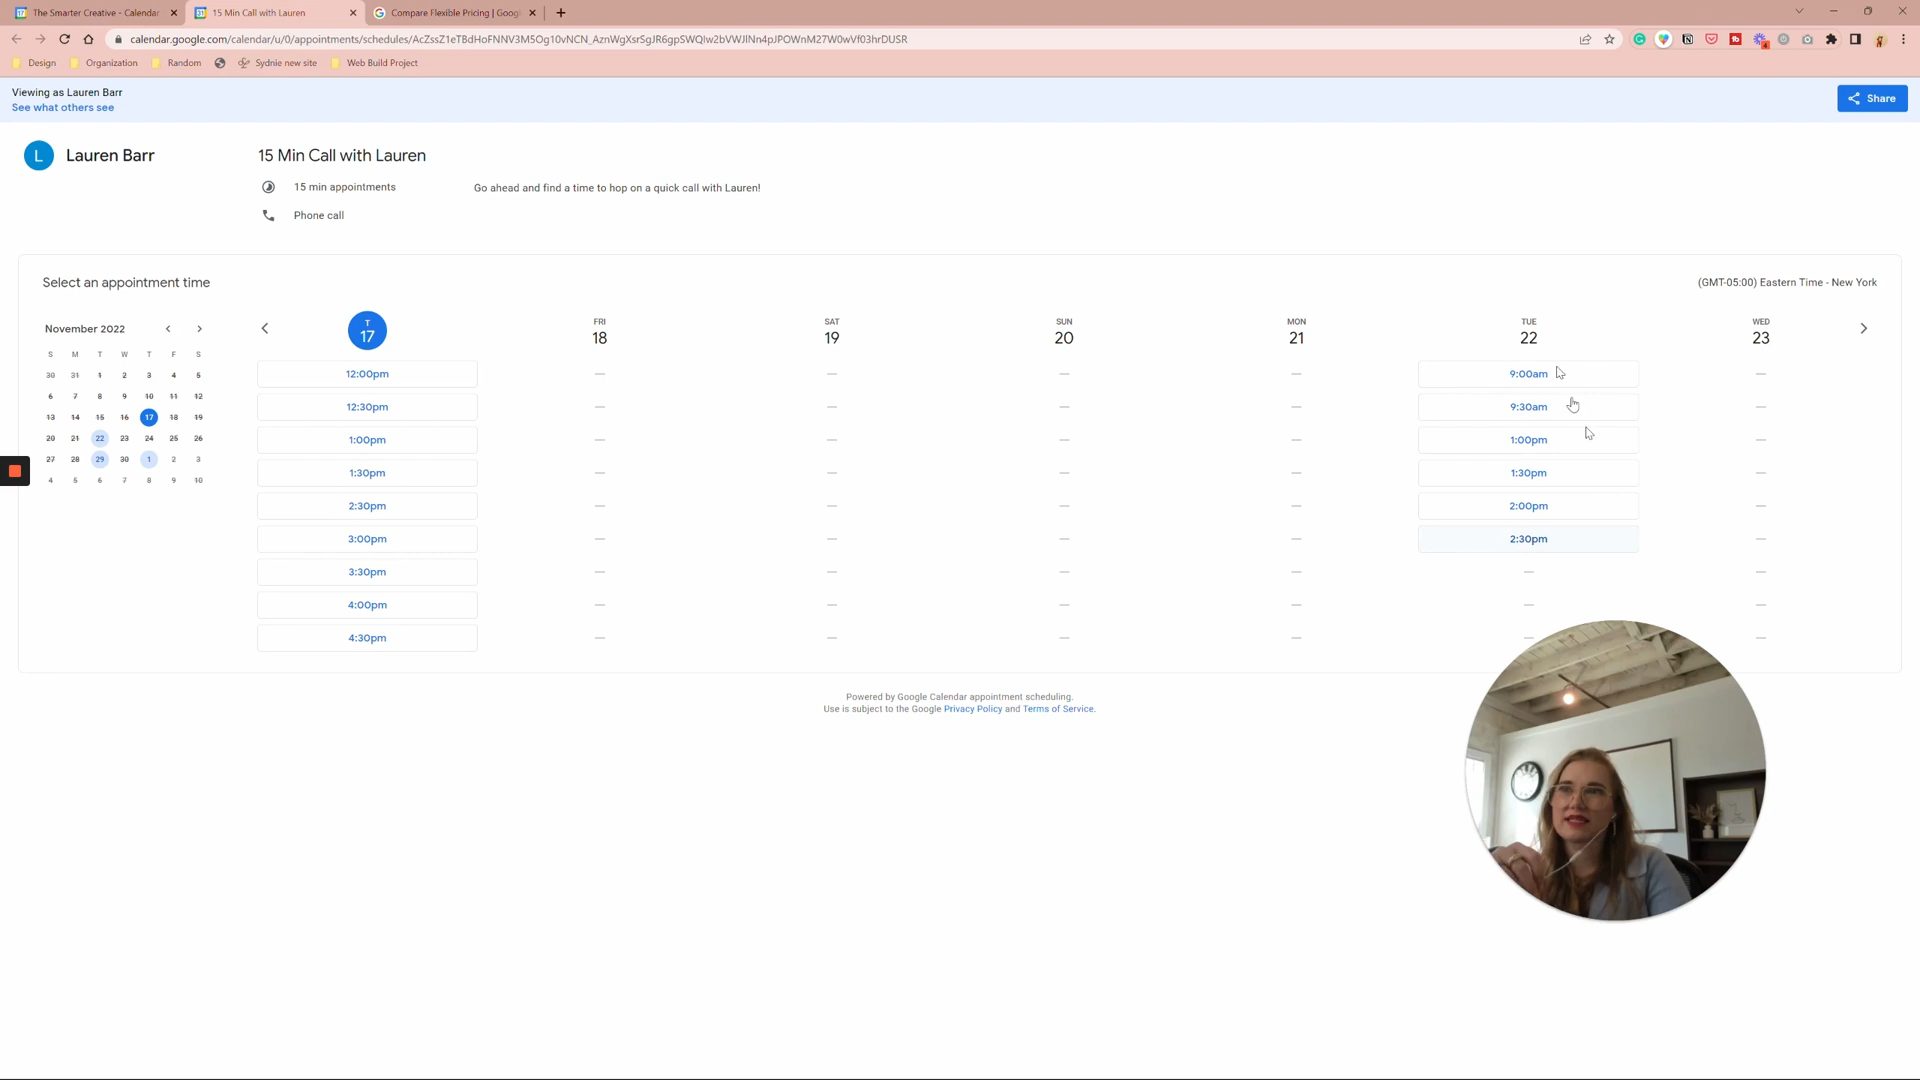 The Smarter Creative - Calendar
15 Min Call with Lauren
Compare Flexible Pricing | Goog
calendar.google.com/calendar/u/0/appointments/schedules/AcZssZ1eTBdHoFNNV3M5Og10vNCN_AznWgXsrSgJR6gpSWQIw2bVWJlNn4pJPOWnM27W0wVf03hrDUSR
Design
Organization
Random
Sydnie new site
Web Build Project
Viewing as Lauren Barr
See what others see
Share
L
Lauren Barr
15 Min Call with Lauren
15 min appointments
Go ahead and find a time to hop on a quick call with Lauren!
Phone call
Select an appointment time
(GMT-05:00) Eastern Time - New York
November 2022
S M T W T F S
30 31 1 2 3 4 5
6 7 8 9 10 11 12
13 14 15 16 17 18 19
20 21 22 23 24 25 26
27 28 29 30 1 2 3
4 5 6 7 8 9 10
T
17
12:00pm
12:30pm
1:00pm
1:30pm
2:30pm
3:00pm
3:30pm
4:00pm
4:30pm
FRI
18
SAT
19
SUN
20
MON
21
TUE
22
9:00am
9:30am
1:00pm
1:30pm
2:00pm
2:30pm
WED
23
Powered by Google Calendar appointment scheduling.
Use is subject to the Google Privacy Policy and Terms of Service.